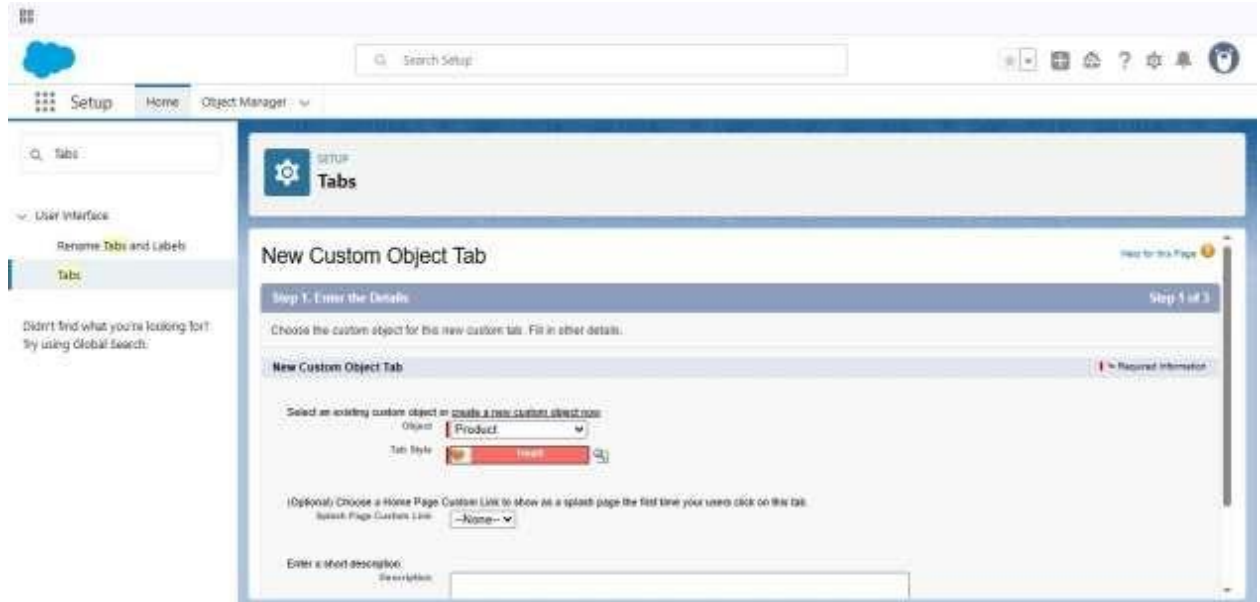 Search Setup
Setup
Home
Object Manager
Tabs
User Interface
Rename Tabs and Labels
Tabs
Didn't find what you're looking for?
Try using Global Search.
SETUP
Tabs
New Custom Object Tab
Help for this Page
Step 1. Enter the Details
Step 1 of 3
Choose the custom object for this new custom tab. Fill in other details.
New Custom Object Tab
= Required Information
Select an existing custom object or create a new custom object now.
Object
Product
Tab Style
Heart
(Optional) Choose a Home Page Custom Link to show as a splash page the first time your users click on this tab.
Splash Page Custom Link
--None--
Enter a short description.
Description